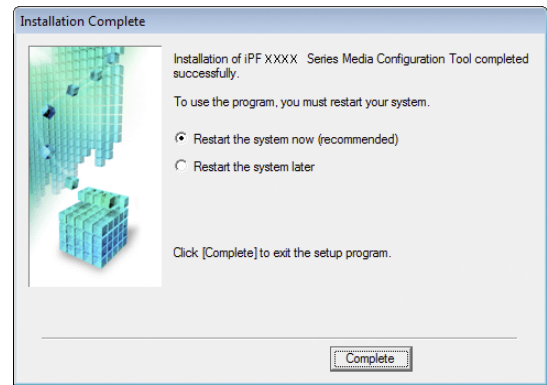 Installation Complete
Installation of iPF XXXX Series Media Configuration Tool completed
successfully.
To use the program, you must restart your system.
Restart the system now (recommended)
Restart the system later
Click [Complete] to exit the setup program.
Complete